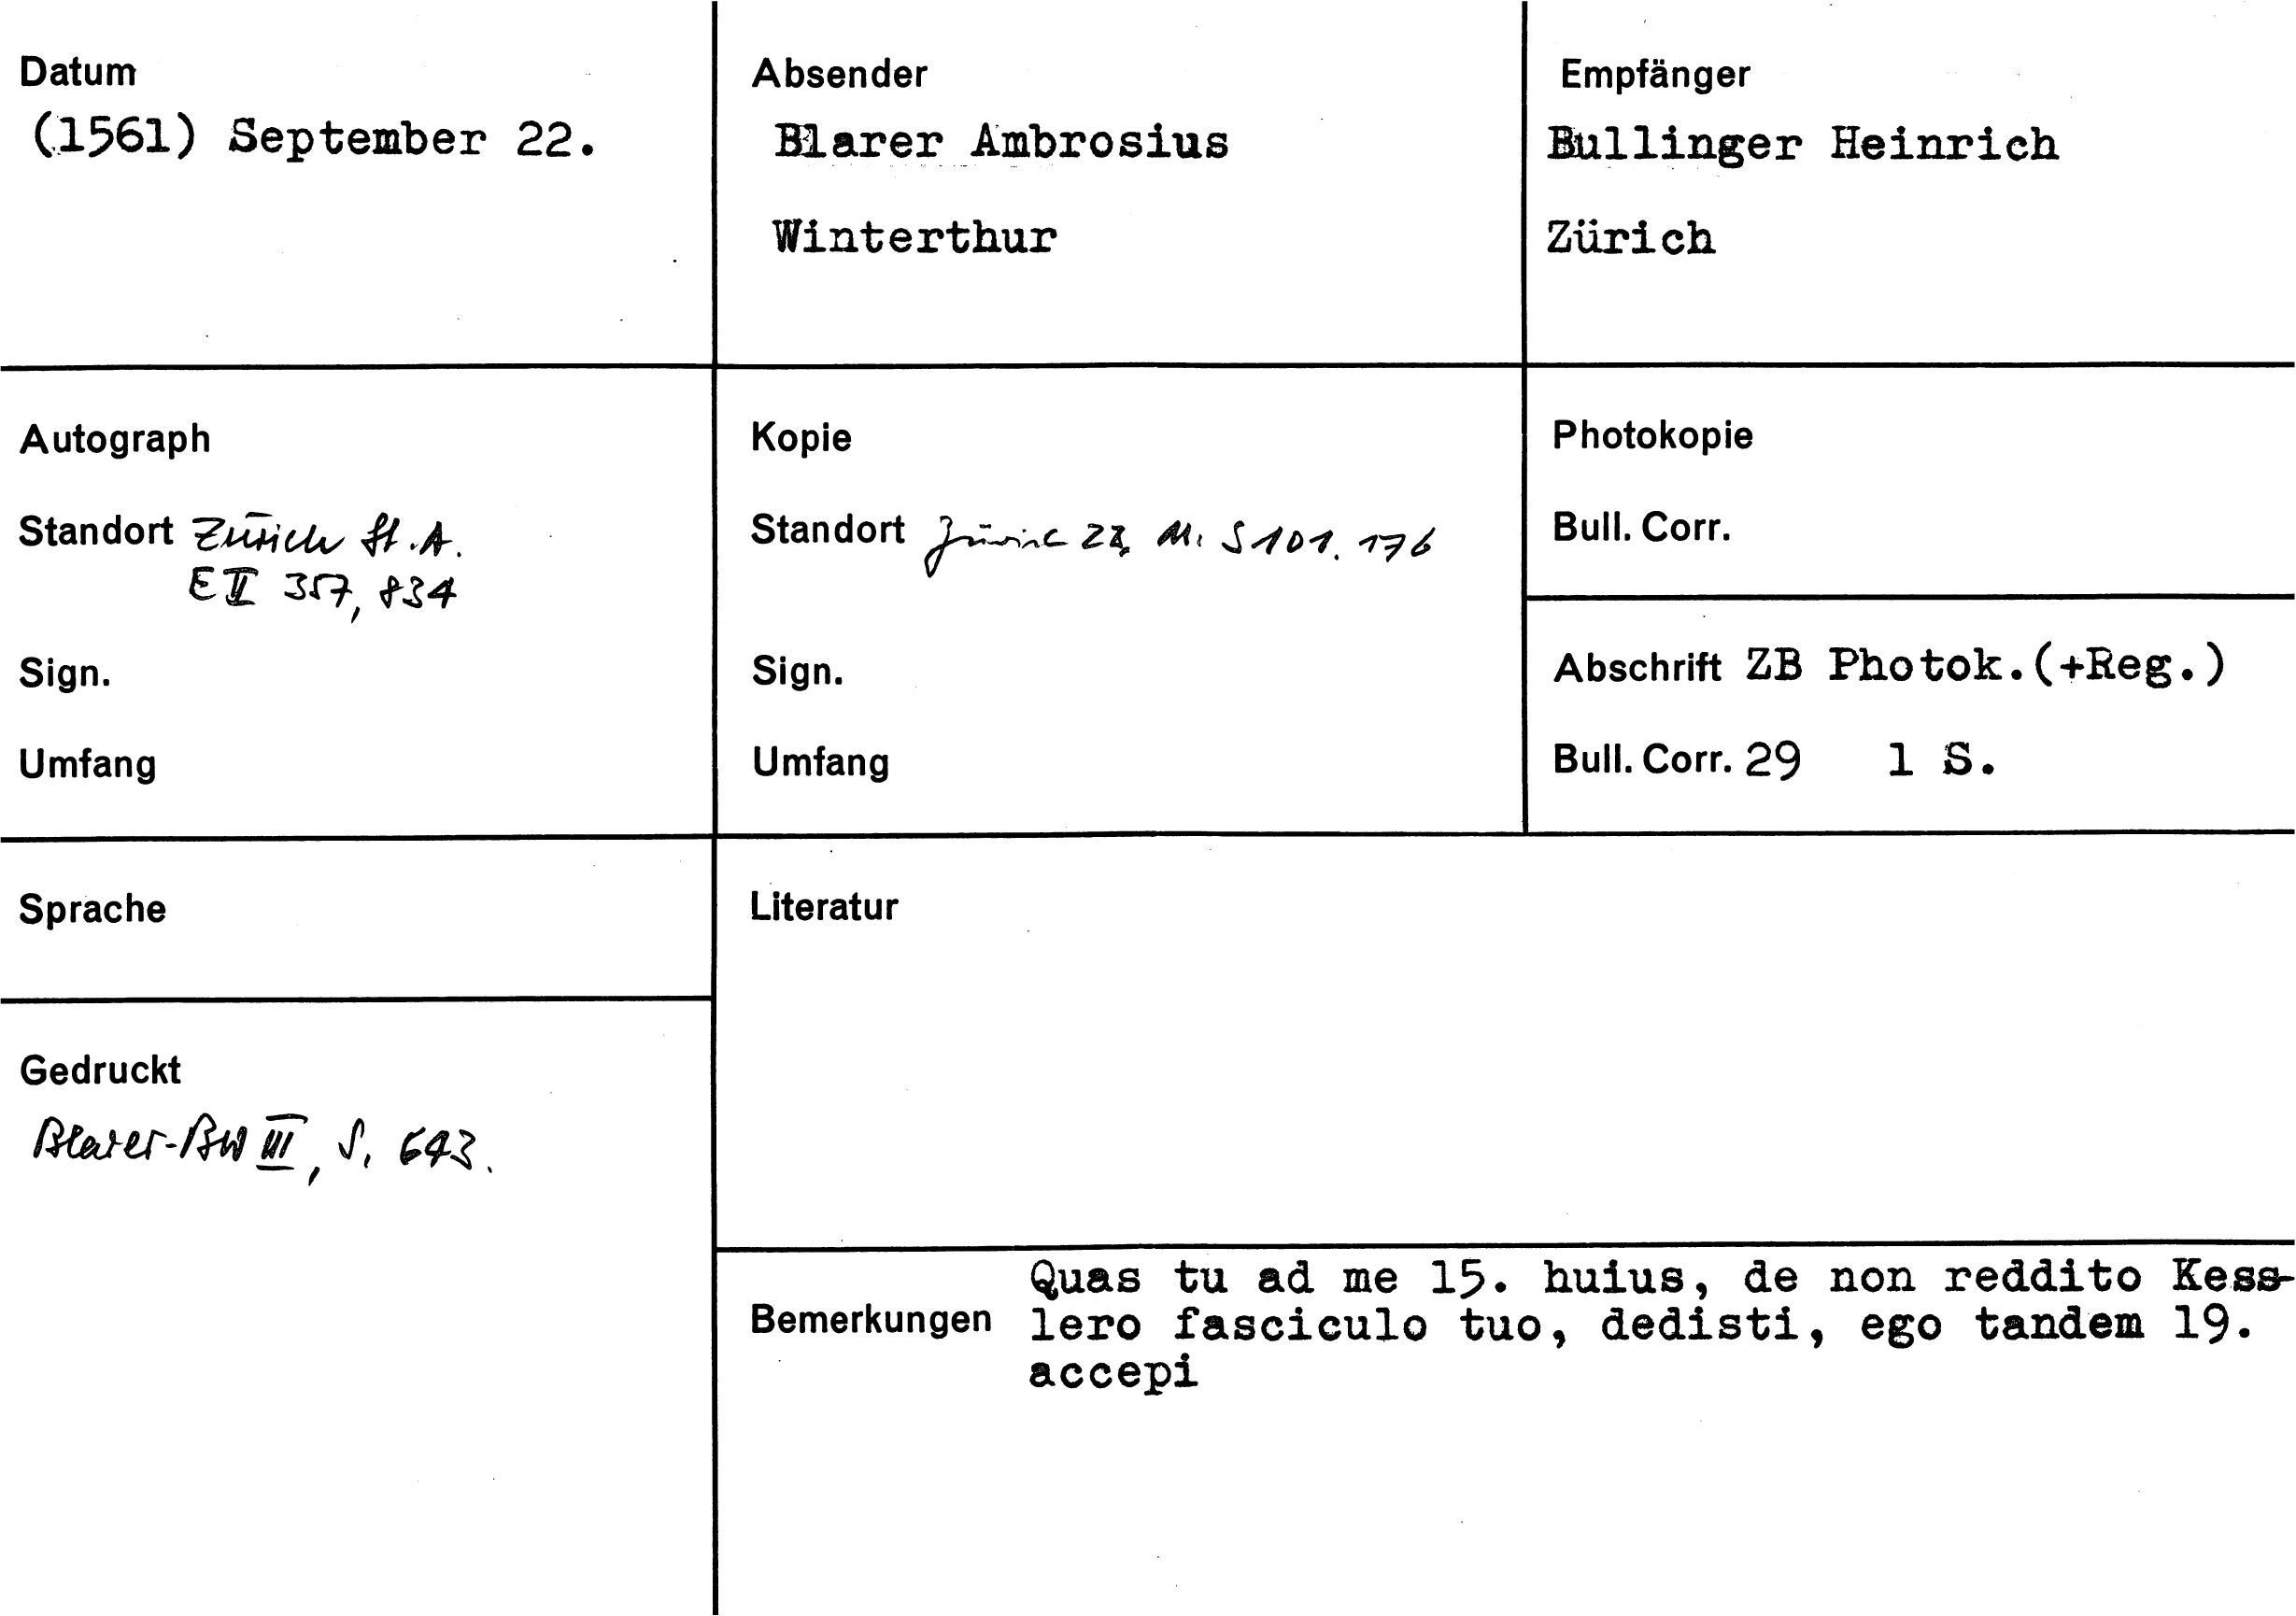 Datum
(1561) September 22.
Absender
Blarer Ambrosius
Winterthur
Empfänger
Bullinger Heinrich
Zürich
Autograph
Standort Zürich St.A.
E II 357, 834
Sign.
Umfang
Kopie
Standort Zürich ZB, M. S 101. 176
Sign.
Umfang
Photokopie
Bull. Corr.
Abschrift ZB Photok.(+Reg.)
Bull. Corr. 29 1 S.
Sprache
Gedruckt
Blarer-BW III, S. 643.
Literatur
Bemerkungen
Quas tu ad me 15. huius, de non reddito Kess-
lero fasciculo tuo, dedisti, ego tandem 19.
accepi